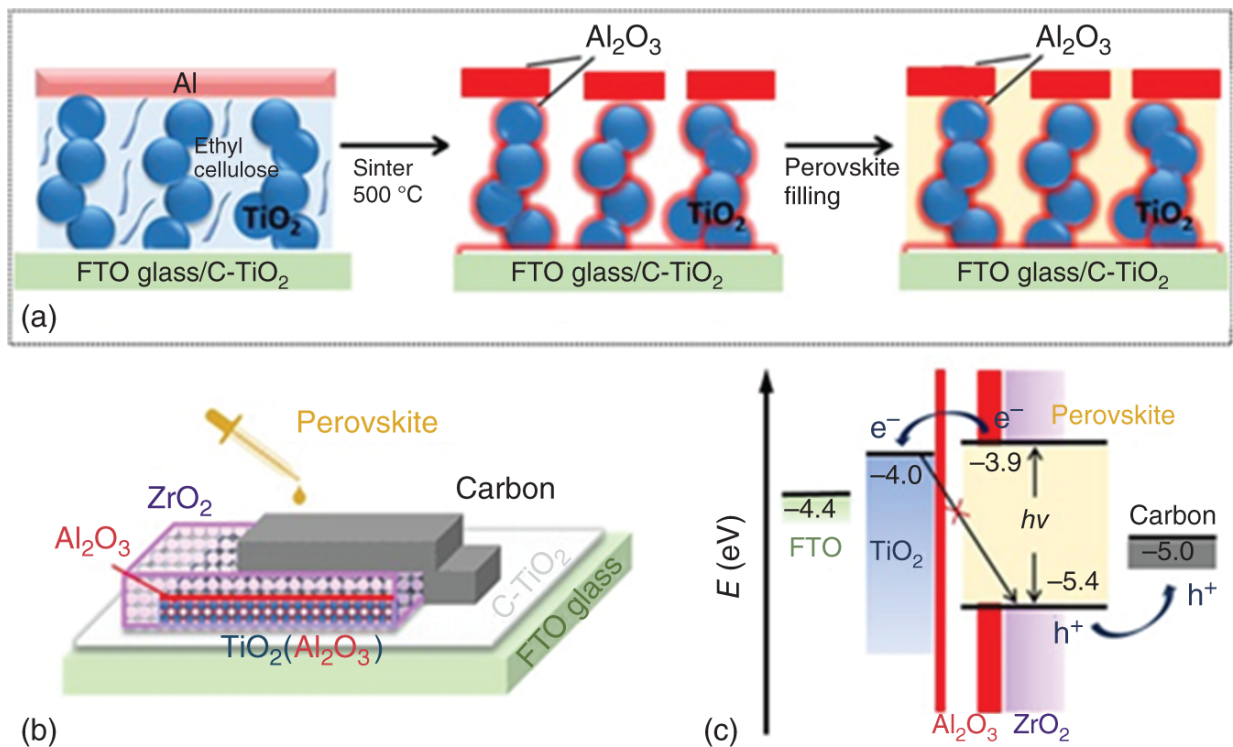 Al₂O₃
Al₂O₃
Al
Ethyl
cellulose
TiO₂
Sinter
500 °C
TiO₂
Perovskite
filling
TiO₂
FTO glass/C-TiO₂
FTO glass/C-TiO₂
FTO glass/C-TiO₂
(a)
Perovskite
ZrO₂
Carbon
Al₂O₃
C-TiO₂
FTO glass
TiO₂(Al₂O₃)
(b)
E (eV)
e⁻
e⁻
Perovskite
–4.0
–3.9
–4.4
FTO
TiO₂
hv
Carbon
–5.0
–5.4
h⁺
h⁺
Al₂O₃
ZrO₂
(c)